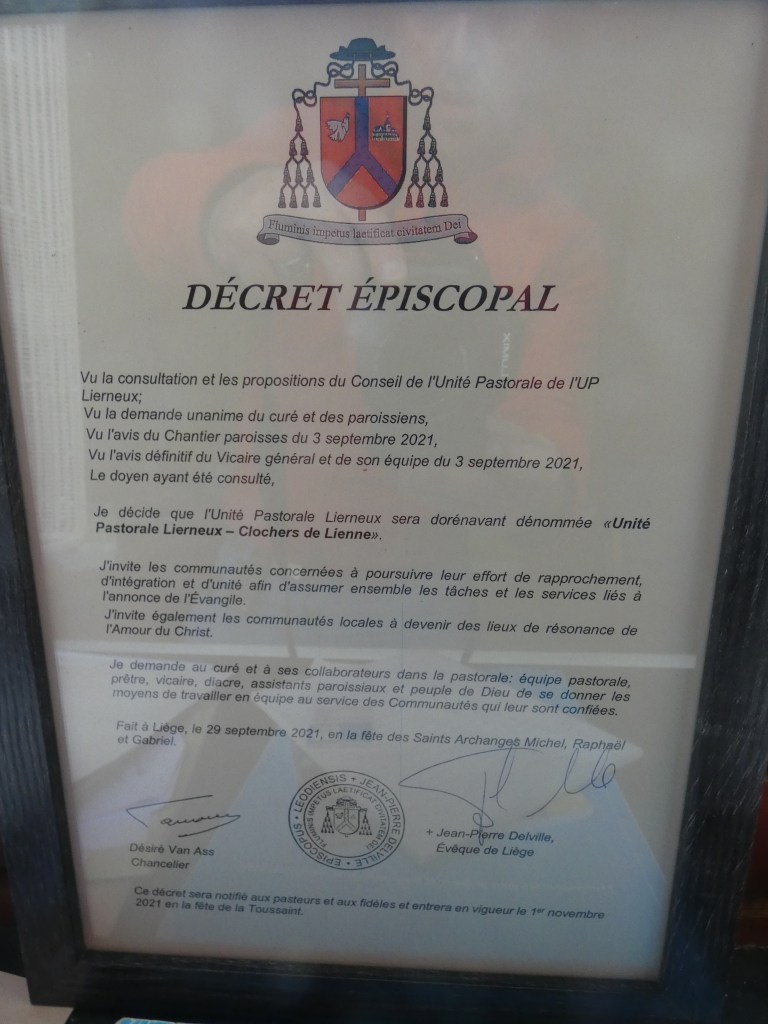 Fluminis impetus laetificat civitatem Dei
DÉCRET ÉPISCOPAL
Vu la consultation et les propositions du Conseil de l'Unité Pastorale de l'UP
Lierneux;
Vu la demande unanime du curé et des paroissiens,
Vu l'avis du Chantier paroisses du 3 septembre 2021,
Vu l'avis définitif du Vicaire général et de son équipe du 3 septembre 2021,
Le doyen ayant été consulté,
Je décide que l'Unité Pastorale Lierneux sera dorénavant dénommée «Unité
Pastorale Lierneux – Clochers de Lienne».
J'invite les communautés concernées à poursuivre leur effort de rapprochement,
d'intégration et d'unité afin d'assumer ensemble les tâches et les services liés à
l'annonce de l'Évangile.
J'invite également les communautés locales à devenir des lieux de résonance de
l'Amour du Christ.
Je demande au curé et à ses collaborateurs dans la pastorale: équipe pastorale,
prêtre, vicaire, diacre, assistants paroissiaux et peuple de Dieu de se donner les
moyens de travailler en équipe au service des Communautés qui leur sont confiées.
Fait à Liège, le 29 septembre 2021, en la fête des Saints Archanges Michel, Raphaël
et Gabriel.
JEAN-PIERRE DELVILLE • EPISCOPUS • LEODIENSIS +
FLUMINIS IMPETUS LAETIFICAT CIVITATEM DEI
Désiré Van Ass
Chancelier
+ Jean-Pierre Delville,
Évêque de Liège
Ce décret sera notifié aux pasteurs et aux fidèles et entrera en vigueur le 1er novembre
2021 en la fête de la Toussaint.